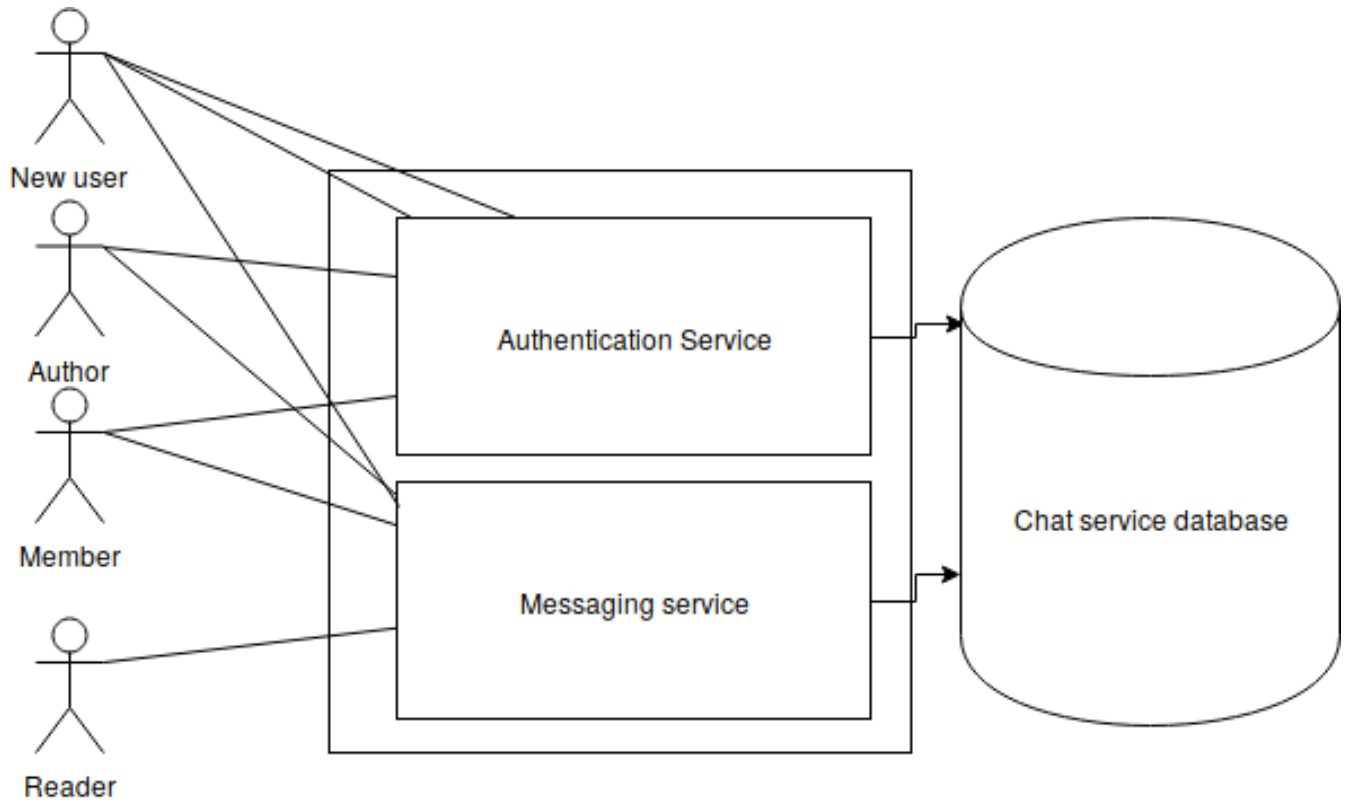 New user
Author
Member
Reader
Authentication Service
Messaging service
Chat service database